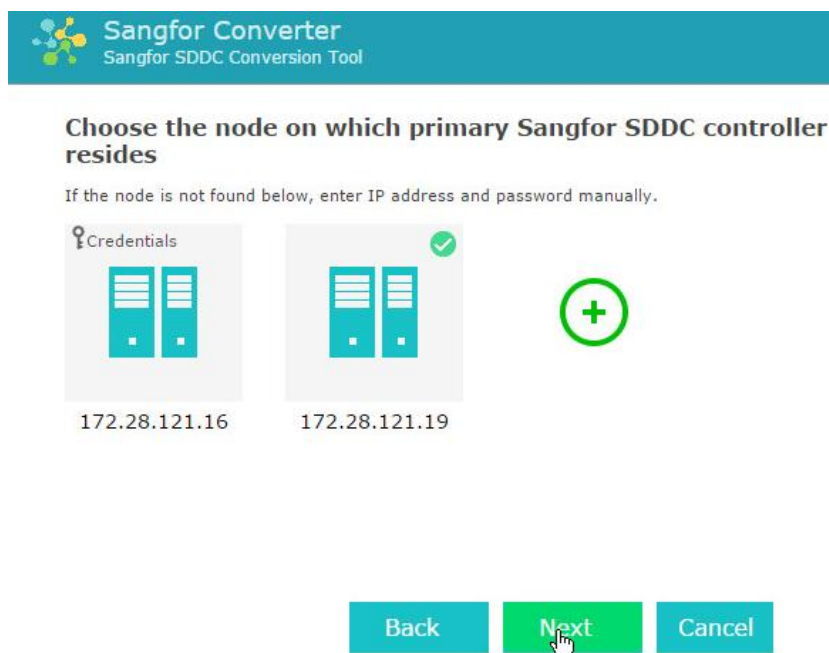 Sangfor Converter
Sangfor SDDC Conversion Tool
Choose the node on which primary Sangfor SDDC controller
resides
If the node is not found below, enter IP address and password manually.
Credentials
172.28.121.16
172.28.121.19
Back
Next
Cancel